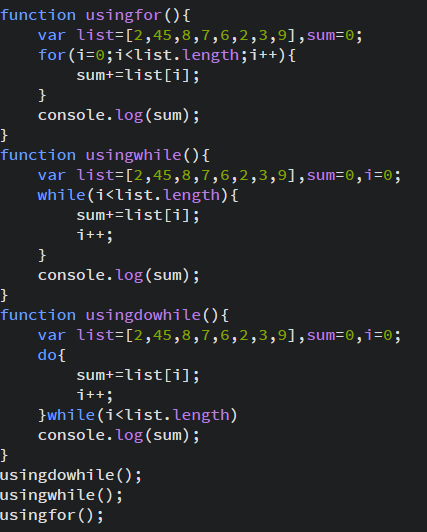 function usingfor(){
    var list=[2,45,8,7,6,2,3,9],sum=0;
    for(i=0;i<list.length;i++){
        sum+=list[i];
    }
    console.log(sum);
}
function usingwhile(){
    var list=[2,45,8,7,6,2,3,9],sum=0,i=0;
    while(i<list.length){
        sum+=list[i];
        i++;
    }
    console.log(sum);
}
function usingdowhile(){
    var list=[2,45,8,7,6,2,3,9],sum=0,i=0;
    do{
        sum+=list[i];
        i++;
    }while(i<list.length)
    console.log(sum);
}
usingdowhile();
usingwhile();
usingfor();